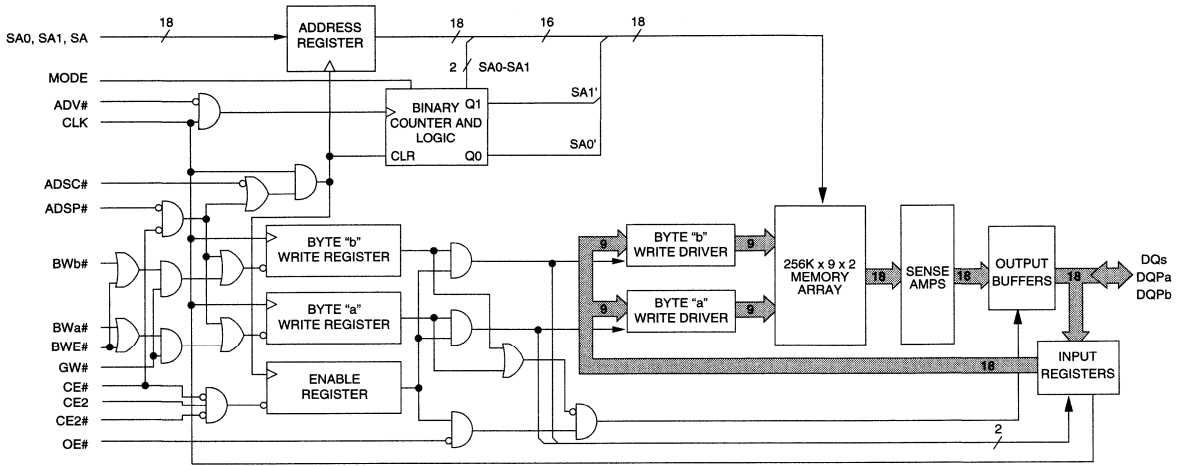 18
SA0, SA1, SA
ADDRESS
REGISTER
18
16
18
2
SA0-SA1
MODE
ADV#
CLK
BINARY
COUNTER AND
LOGIC
Q1
CLR
Q0
SA1'
SA0'
ADSC#
ADSP#
BWb#
BWa#
BWE#
GW#
CE#
CE2
CE2#
OE#
BYTE "b"
WRITE REGISTER
BYTE "a"
WRITE REGISTER
ENABLE
REGISTER
9
BYTE "b"
WRITE DRIVER
9
9
BYTE "a"
WRITE DRIVER
9
256K x 9 x 2
MEMORY
ARRAY
18
SENSE
AMPS
18
OUTPUT
BUFFERS
18
DQs
DQPa
DQPb
18
INPUT
REGISTERS
2